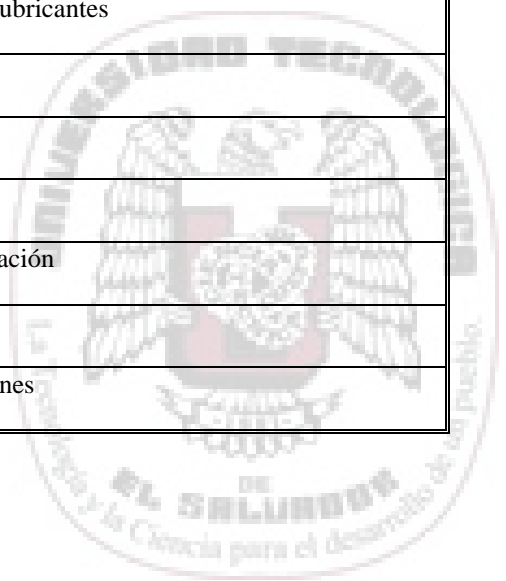 ubricantes
UNIVERSIDAD TECNOLOGICA
ación
nes
DE
EL SALVADOR
La Tecnología y la Ciencia para el desarrollo de un pueblo.